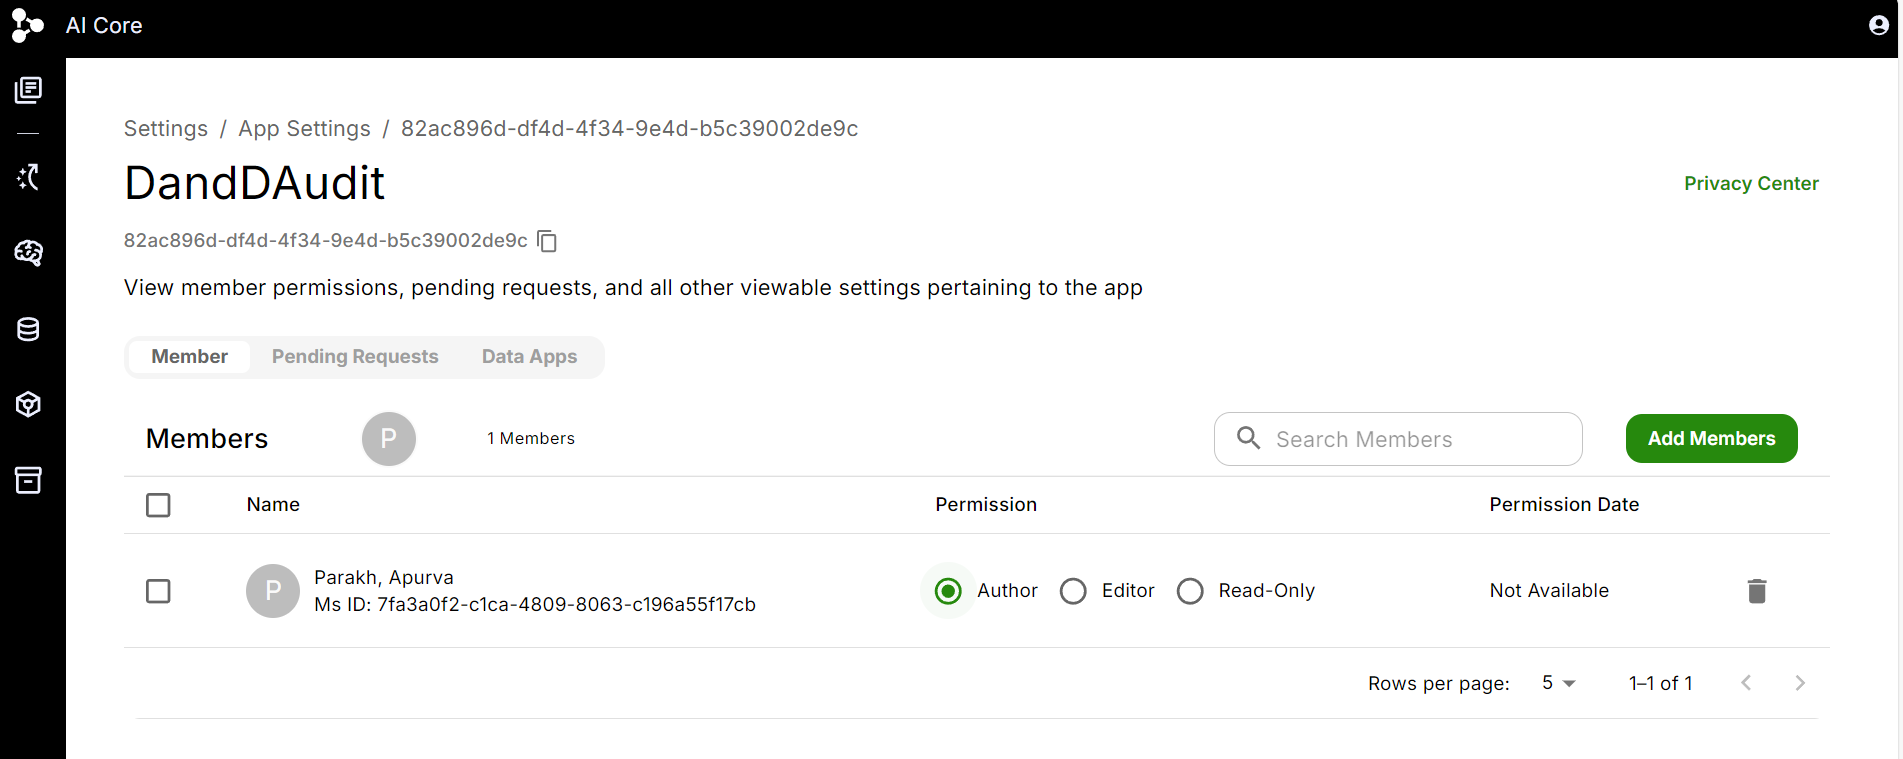 AI Core
Settings / App Settings / 82ac896d-df4d-4f34-9e4d-b5c39002de9c
DandDAudit
Privacy Center
82ac896d-df4d-4f34-9e4d-b5c39002de9c
View member permissions, pending requests, and all other viewable settings pertaining to the app
Member Pending Requests Data Apps
Members P 1 Members Search Members Add Members
Name Permission Permission Date
P Parakh, Apurva
Ms ID: 7fa3a0f2-c1ca-4809-8063-c196a55f17cb
Author Editor Read-Only Not Available
Rows per page: 5 1–1 of 1